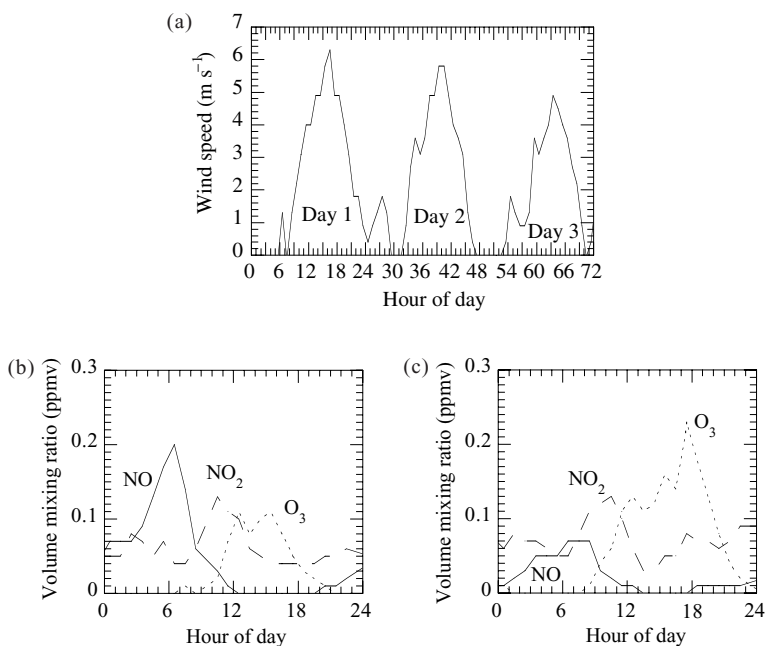 (a)
Wind speed (m s⁻¹)
7
6
5
4
3
2
1
0
Day 1
Day 2
Day 3
0 6 12 18 24 30 36 42 48 54 60 66 72
Hour of day
(b)
Volume mixing ratio (ppmv)
0.3
0.2
0.1
0
NO
NO₂
O₃
0 6 12 18 24
Hour of day
(c)
Volume mixing ratio (ppmv)
0.3
0.2
0.1
0
NO
NO₂
O₃
0 6 12 18 24
Hour of day